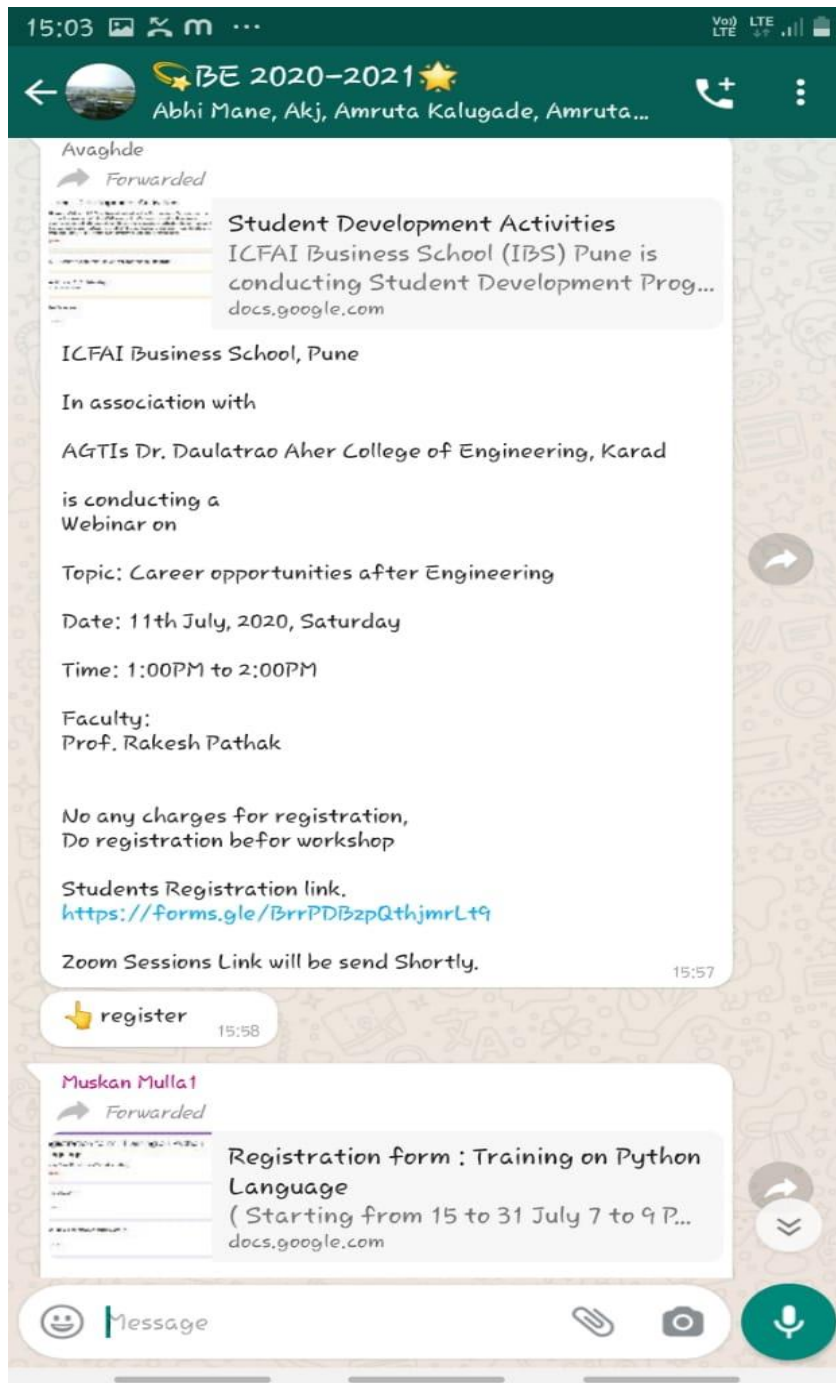 15:03
Vo)) LTE LTE
BE 2020-2021
Abhi Mane, Akj, Amruta Kalugade, Amruta...
Avaghde
Forwarded
Student Development Activities
ICFAI Business School (IBS) Pune is
conducting Student Development Prog...
docs.google.com
ICFAI Business School, Pune
In association with
AGTIs Dr. Daulatrao Aher College of Engineering, Karad
is conducting a
Webinar on
Topic: Career opportunities after Engineering
Date: 11th July, 2020, Saturday
Time: 1:00PM to 2:00PM
Faculty:
Prof. Rakesh Pathak
No any charges for registration,
Do registration befor workshop
Students Registration link.
https://forms.gle/BrrPDBzpQthjmrLt9
Zoom Sessions Link will be send Shortly.
15:57
👆 register
15:58
Muskan Mulla1
Forwarded
Registration form : Training on Python
Language
( Starting from 15 to 31 July 7 to 9 P...
docs.google.com
Message